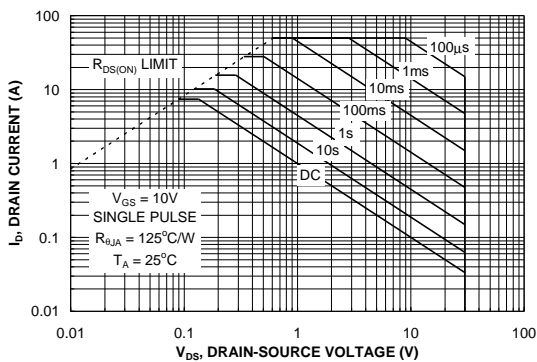 100
100µs
R_DS(ON) LIMIT
1ms
10
10ms
100ms
1s
1
10s
DC
V_GS = 10V
SINGLE PULSE
R_θJA = 125°C/W
T_A = 25°C
0.1
0.01
0.01 0.1 1 10 100
V_DS, DRAIN-SOURCE VOLTAGE (V)
I_D, DRAIN CURRENT (A)